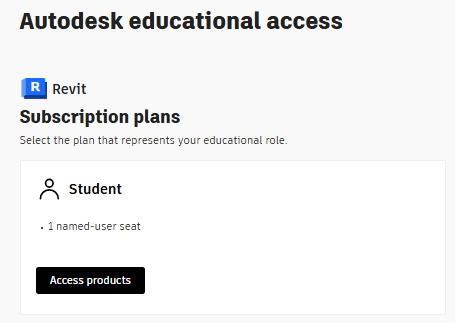 Autodesk educational access
R Revit
Subscription plans
Select the plan that represents your educational role.
Student
• 1 named-user seat
Access products